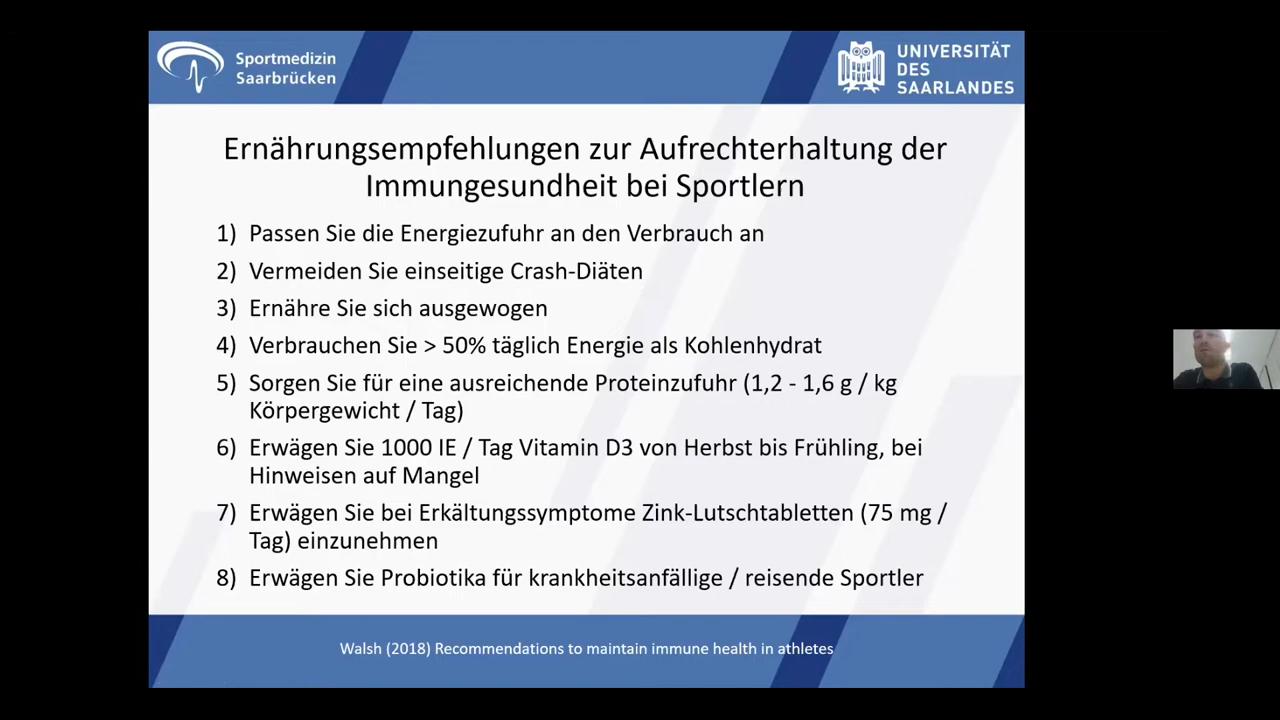 Sportmedizin
Saarbrücken
UNIVERSITÄT
DES
SAARLANDES
Ernährungsempfehlungen zur Aufrechterhaltung der
Immungesundheit bei Sportlern
1) Passen Sie die Energiezufuhr an den Verbrauch an
2) Vermeiden Sie einseitige Crash-Diäten
3) Ernähre Sie sich ausgewogen
4) Verbrauchen Sie > 50% täglich Energie als Kohlenhydrat
5) Sorgen Sie für eine ausreichende Proteinzufuhr (1,2 - 1,6 g / kg
Körpergewicht / Tag)
6) Erwägen Sie 1000 IE / Tag Vitamin D3 von Herbst bis Frühling, bei
Hinweisen auf Mangel
7) Erwägen Sie bei Erkältungssymptome Zink-Lutschtabletten (75 mg /
Tag) einzunehmen
8) Erwägen Sie Probiotika für krankheitsanfällige / reisende Sportler
Walsh (2018) Recommendations to maintain immune health in athletes